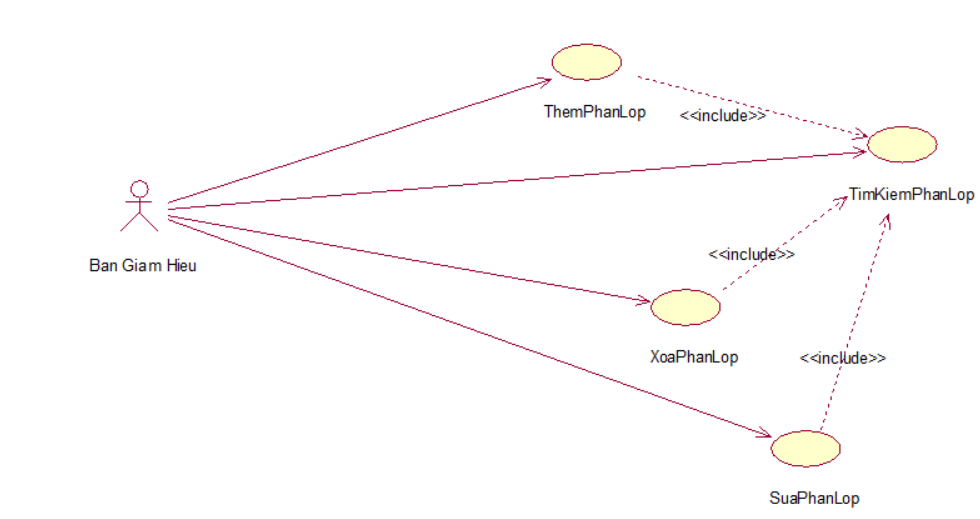 ThemPhanLop
<<include>>
TimKiemPhanLop
Ban Giam Hieu
<<include>>
XoaPhanLop
<<include>>
SuaPhanLop